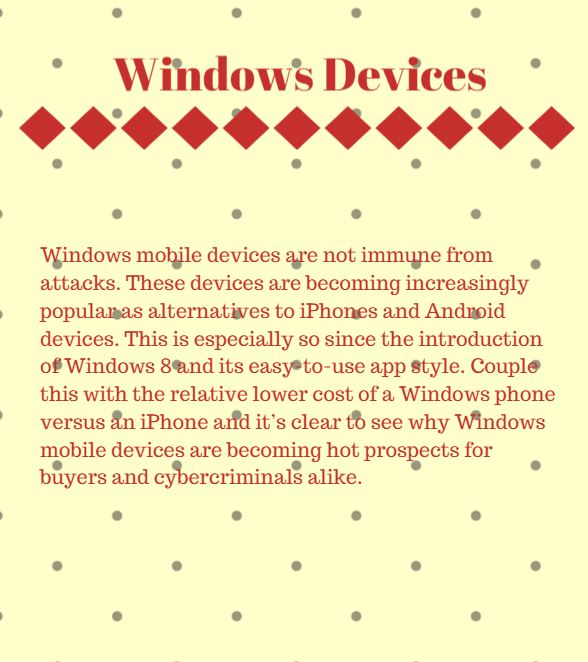 Windows Devices
Windows mobile devices are not immune from
attacks. These devices are becoming increasingly
popular as alternatives to iPhones and Android
devices. This is especially so since the introduction
of Windows 8 and its easy-to-use app style. Couple
this with the relative lower cost of a Windows phone
versus an iPhone and it’s clear to see why Windows
mobile devices are becoming hot prospects for
buyers and cybercriminals alike.